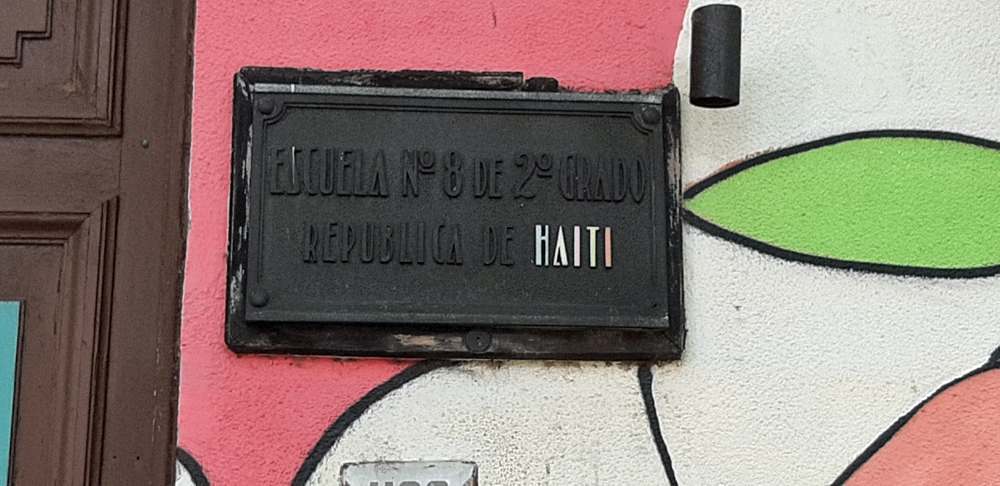 ESCUELA Nº 8 DE 2º GRADO
REPUBLICA DE HAITI